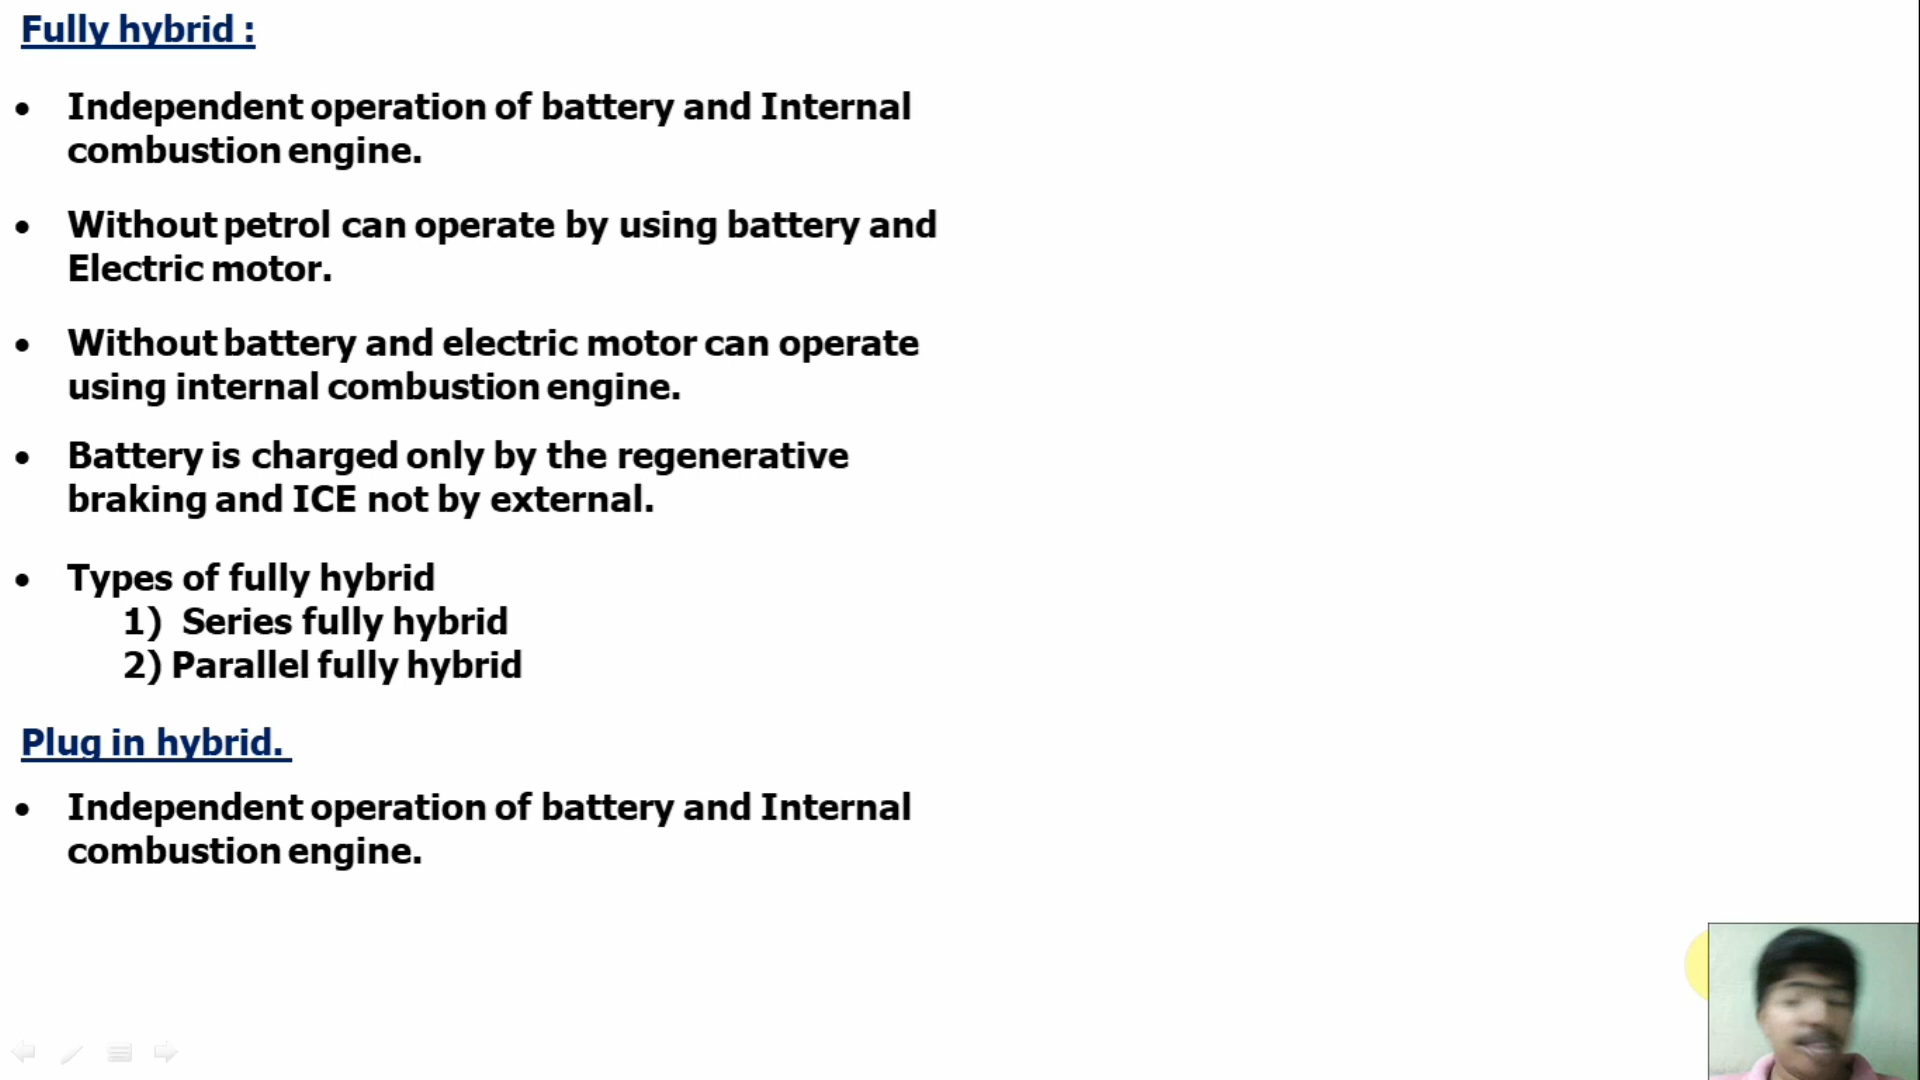 Fully hybrid :
• Independent operation of battery and Internal
combustion engine.
• Without petrol can operate by using battery and
Electric motor.
• Without battery and electric motor can operate
using internal combustion engine.
• Battery is charged only by the regenerative
braking and ICE not by external.
• Types of fully hybrid
1) Series fully hybrid
2) Parallel fully hybrid
Plug in hybrid.
• Independent operation of battery and Internal
combustion engine.